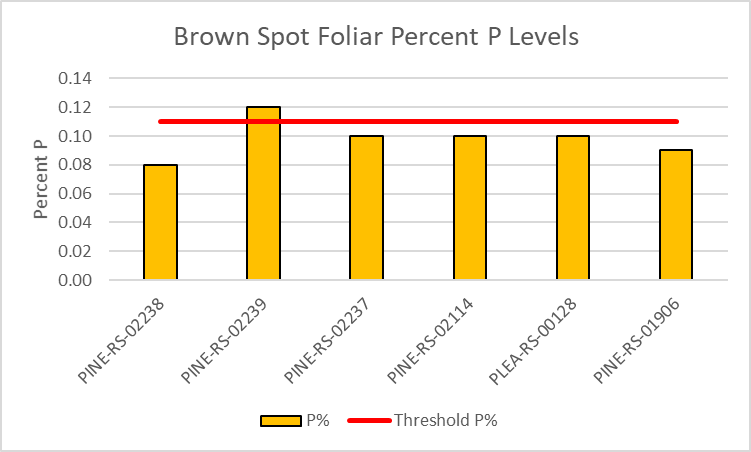 Brown Spot Foliar Percent P Levels
Percent P
0.14
0.12
0.10
0.08
0.06
0.04
0.02
0.00
PINE-RS-02238
PINE-RS-02239
PINE-RS-02237
PINE-RS-02114
PLEA-RS-00128
PINE-RS-01906
P%
Threshold P%